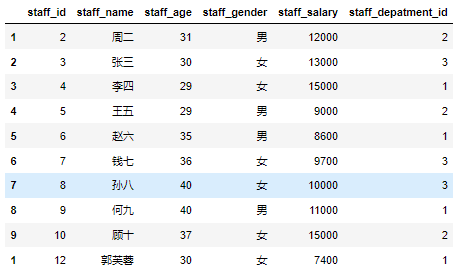 staff_id staff_name staff_age staff_gender staff_salary staff_depatment_id
1 2 周二 31 男 12000 2
2 3 张三 30 女 13000 3
3 4 李四 29 女 15000 1
4 5 王五 29 男 9000 2
5 6 赵六 35 男 8600 1
6 7 钱七 36 女 9700 3
7 8 孙八 40 女 10000 3
8 9 何九 40 男 11000 1
9 10 顾十 37 女 15000 2
1 12 郭芙蓉 30 女 7400 1